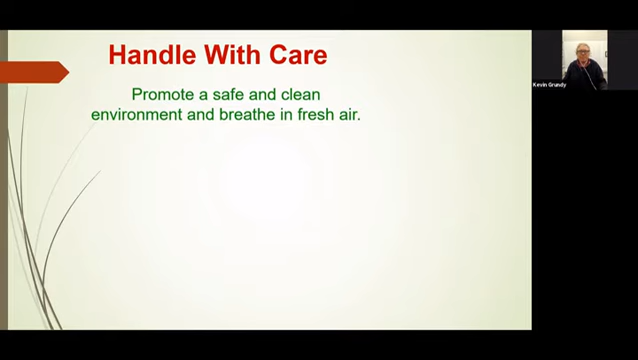 Handle With Care
Promote a safe and clean
environment and breathe in fresh air.
Kevin Grundy